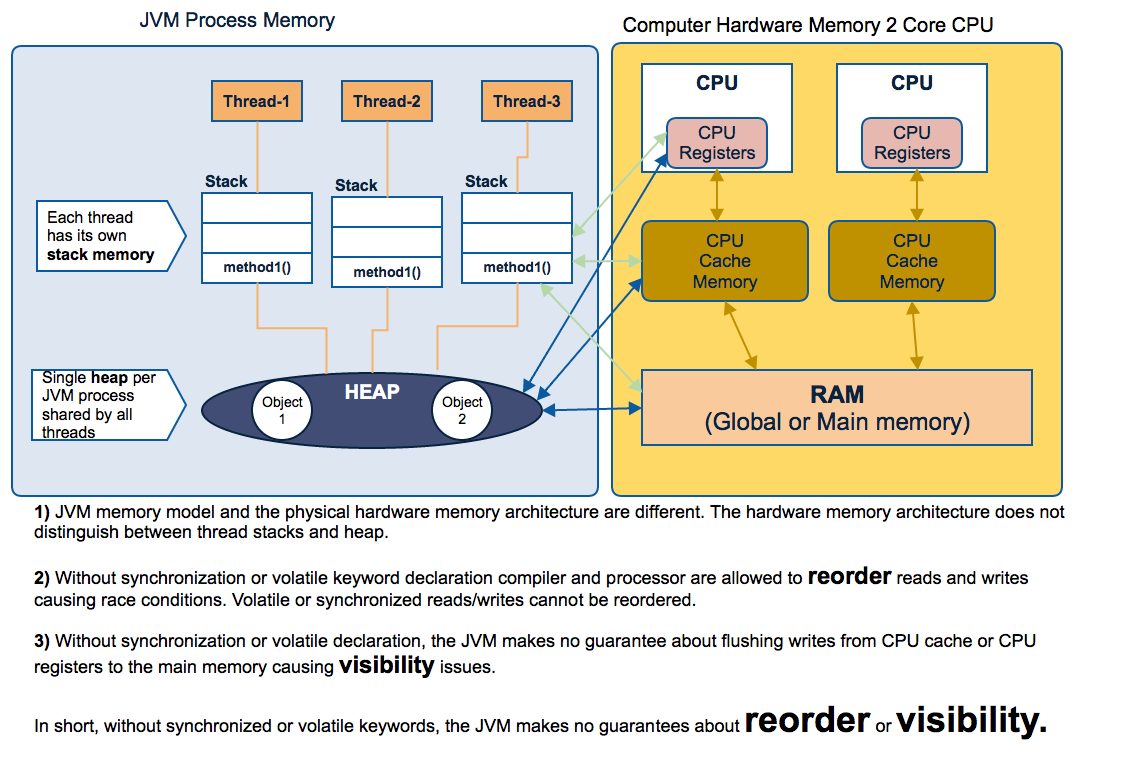 JVM Process Memory
Computer Hardware Memory 2 Core CPU
Thread-1
Thread-2
Thread-3
Stack
Stack
Stack
method1()
method1()
method1()
Each thread
has its own
stack memory
Single heap per
JVM process
shared by all
threads
HEAP
Object
1
Object
2
CPU
CPU
Registers
CPU
CPU
Registers
CPU
Cache
Memory
CPU
Cache
Memory
RAM
(Global or Main memory)
1) JVM memory model and the physical hardware memory architecture are different. The hardware memory architecture does not
distinguish between thread stacks and heap.
2) Without synchronization or volatile keyword declaration compiler and processor are allowed to reorder reads and writes
causing race conditions. Volatile or synchronized reads/writes cannot be reordered.
3) Without synchronization or volatile declaration, the JVM makes no guarantee about flushing writes from CPU cache or CPU
registers to the main memory causing visibility issues.
In short, without synchronized or volatile keywords, the JVM makes no guarantees about reorder or visibility.